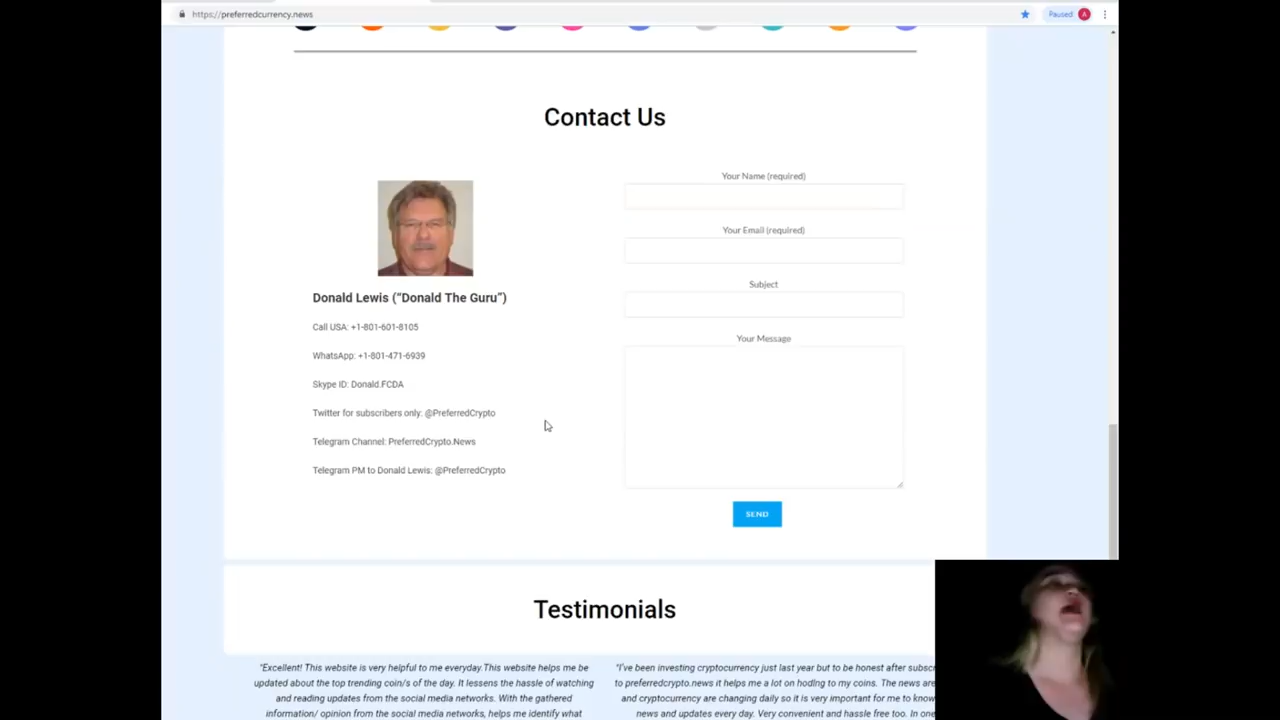 https://preferredcurrency.news
Paused
A
Contact Us
Your Name (required)
Your Email (required)
Subject
Your Message
Donald Lewis (“Donald The Guru”)
Call USA: +1-801-601-8105
WhatsApp: +1-801-471-6939
Skype ID: Donald.FCDA
Twitter for subscribers only: @PreferredCrypto
Telegram Channel: PreferredCrypto.News
Telegram PM to Donald Lewis: @PreferredCrypto
SEND
Testimonials
"Excellent! This website is very helpful to me everyday.This website helps me be
updated about the top trending coin/s of the day. It lessens the hassle of watching
and reading updates from the social media networks. With the gathered
information/ opinion from the social media networks, helps me identify what
"I've been investing cryptocurrency just last year but to be honest after subscr
to preferredcrypto.news it helps me a lot on hodlng to my coins. The news are
and cryptocurrency are changing daily so it is very important for me to know
news and updates every day. Very convenient and hassle free too. In one